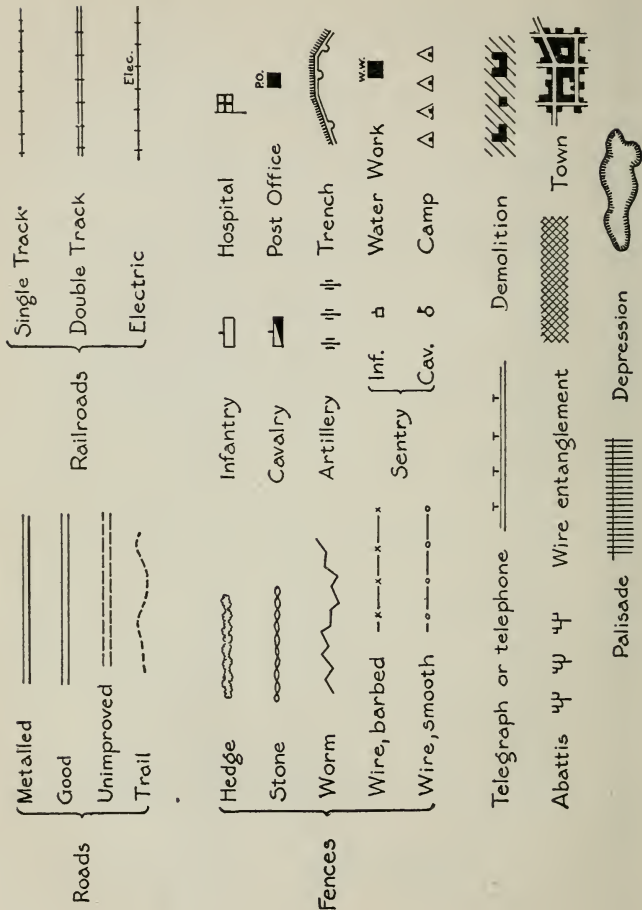 Roads
Metalled
Good
Unimproved
Trail
Railroads
Single Track
Double Track
Electric
Elec.
Fences
Hedge
Stone
Worm
Wire, barbed
Wire, smooth
Infantry
Cavalry
Artillery
Sentry
Inf.
Cav.
Hospital
Post Office
P.O.
Trench
Water Work
W.W.
Camp
Telegraph or telephone
T T T T T
Demolition
Abattis
Wire entanglement
Town
Palisade
Depression